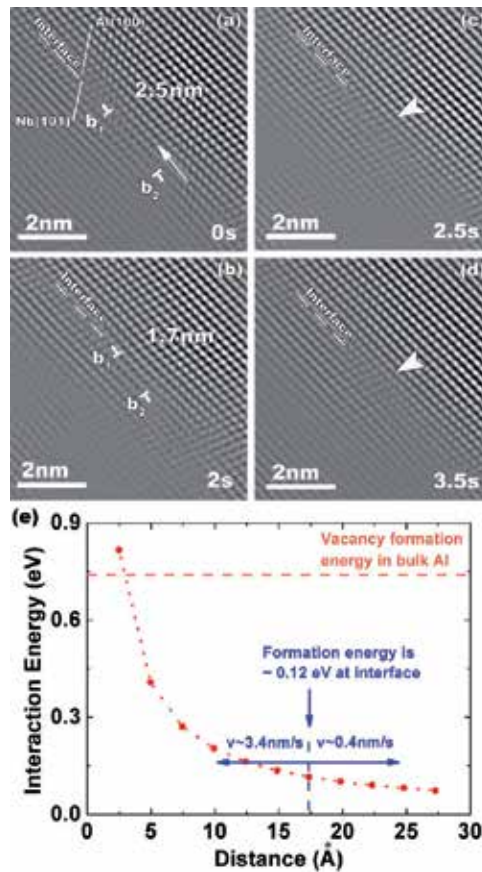 (a)
Al(100)
Interface
Nb(101)
2.5nm
b₁
b₂
2nm
0s
(c)
Interface
2nm
2.5s
(b)
Interface
1.7nm
b₁
b₂
2nm
2s
(d)
Interface
2nm
3.5s
(e)
Interaction Energy (eV)
0.9
0.6
0.3
0.0
Vacancy formation
energy in bulk Al
Formation energy is
~ 0.12 eV at interface
v~3.4nm/s
v~0.4nm/s
0 5 10 15 20 25 30
Distance (Å)